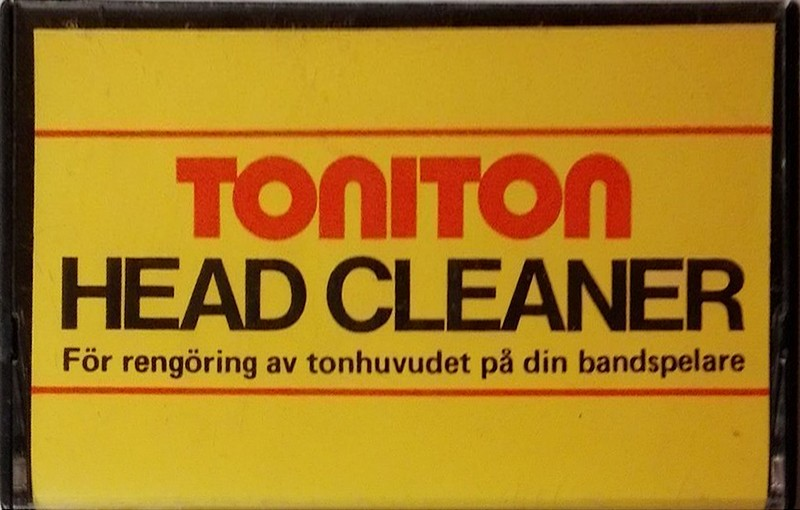 TONITON
HEAD CLEANER
För rengöring av tonhuvudet på din bandspelare